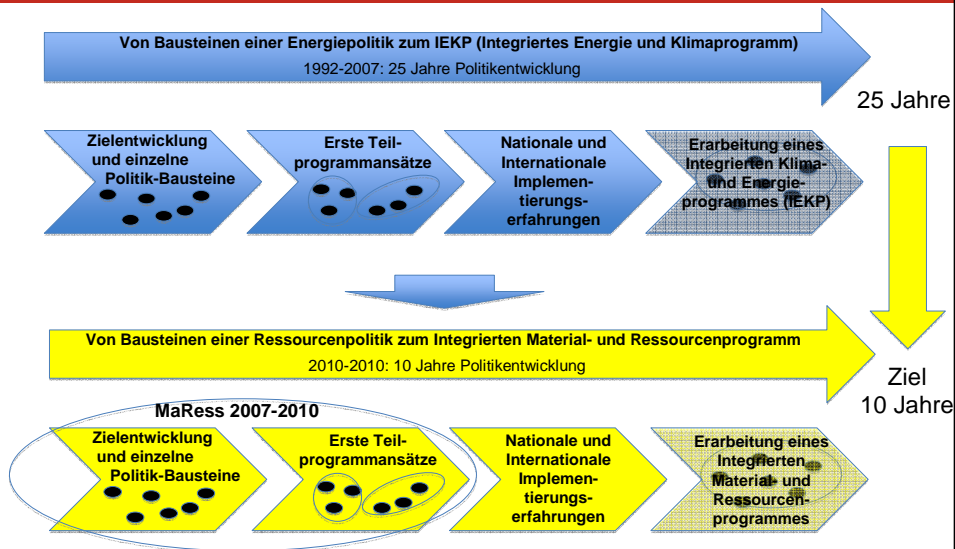 Von Bausteinen einer Energiepolitik zum IEKP (Integriertes Energie und Klimaprogramm)
1992-2007: 25 Jahre Politikentwicklung
25 Jahre
Zielentwicklung
und einzelne
Politik-Bausteine
Erste Teil-
programmansätze
Nationale und
Internationale
Implemen-
tierungs-
erfahrungen
Erarbeitung eines
Integrierten Klima-
und Energie-
programmes (IEKP)
Von Bausteinen einer Ressourcenpolitik zum Integrierten Material- und Ressourcenprogramm
2010-2010: 10 Jahre Politikentwicklung
Ziel
10 Jahre
MaRess 2007-2010
Zielentwicklung
und einzelne
Politik-Bausteine
Erste Teil-
programmansätze
Nationale und
Internationale
Implemen-
tierungs-
erfahrungen
Erarbeitung eines
Integrierten
Material- und
Ressourcen-
programmes